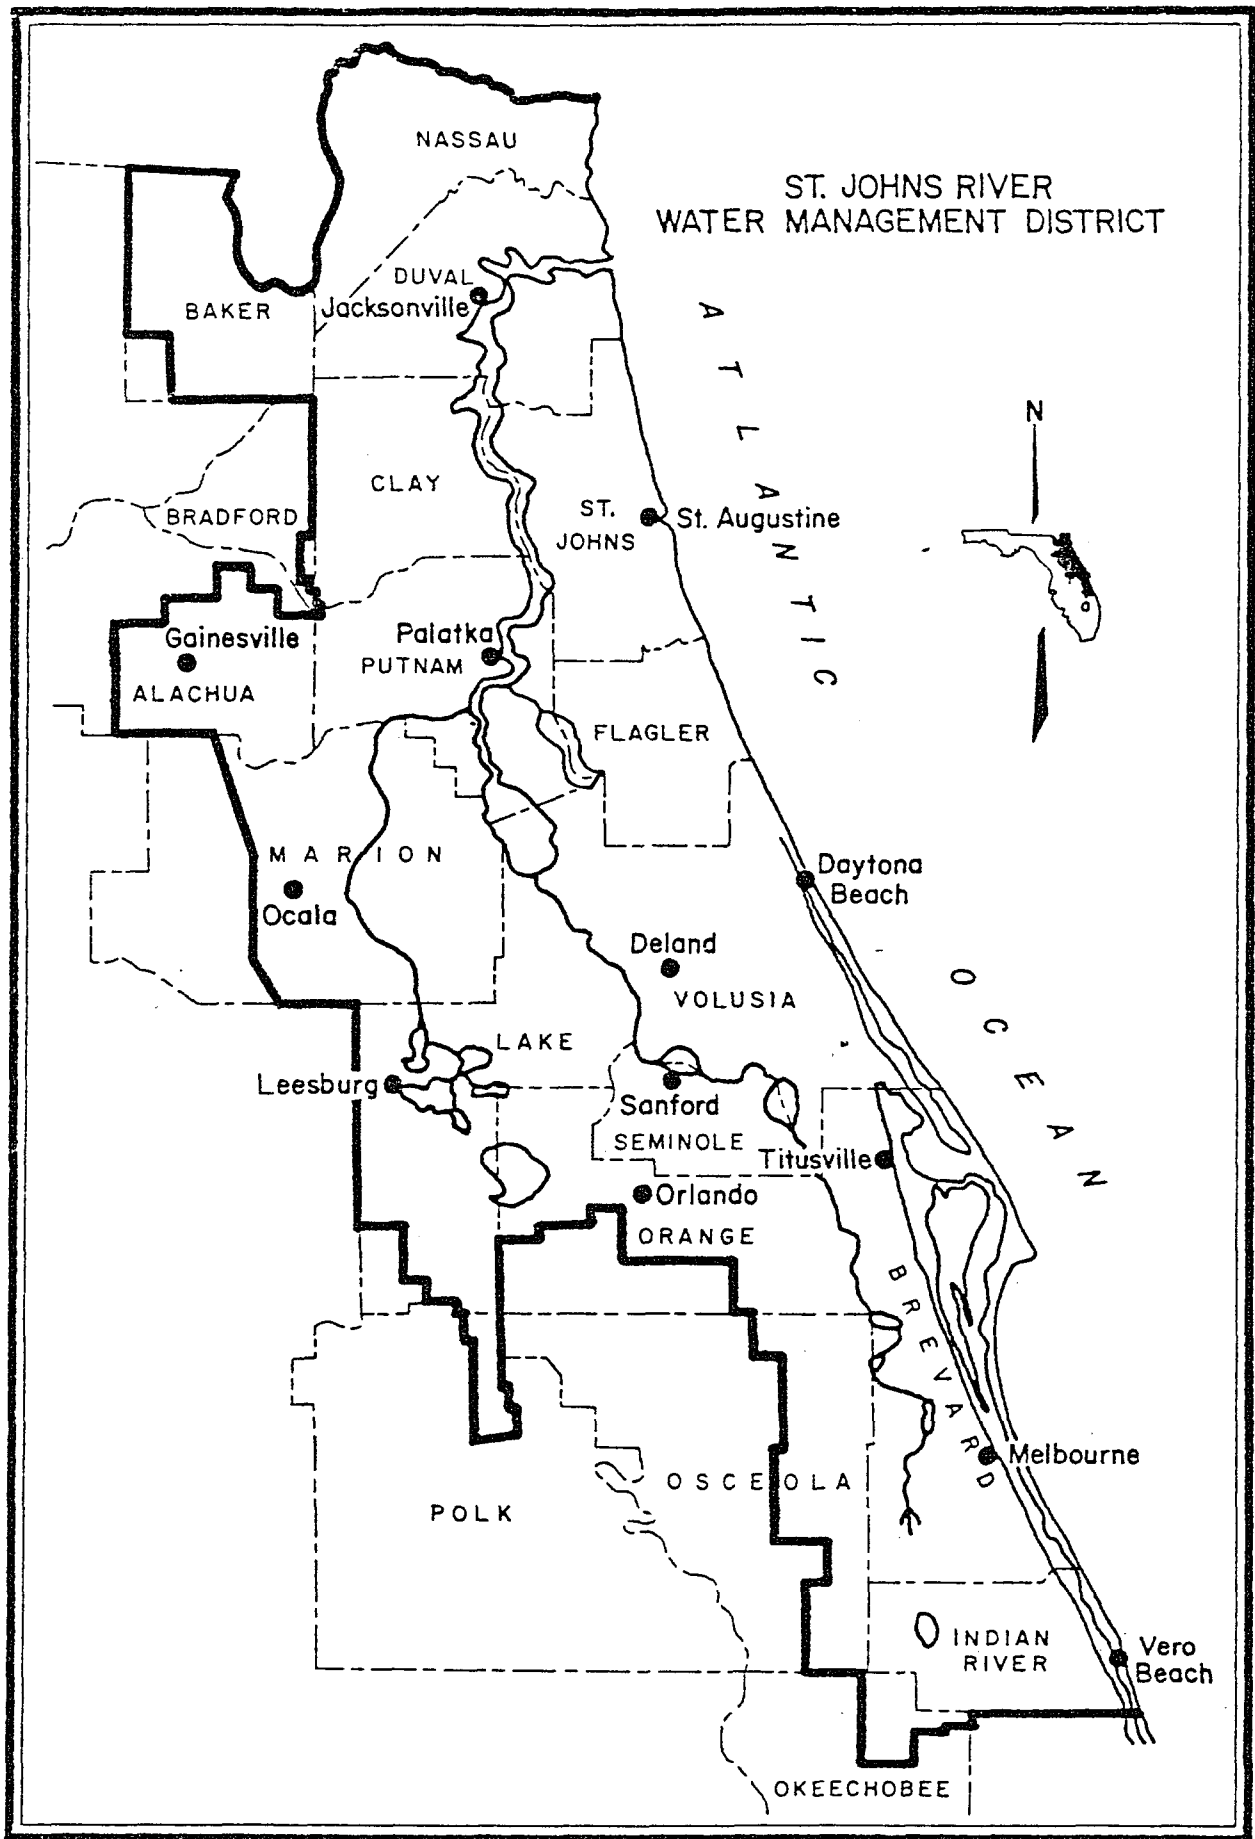 NASSAU
ST. JOHNS RIVER
WATER MANAGEMENT DISTRICT
DUVAL
Jacksonville
BAKER
ATLANTIC
N
CLAY
BRADFORD
ST.
JOHNS
St. Augustine
Gainesville
ALACHUA
Palatka
PUTNAM
FLAGLER
MARION
Ocala
Daytona
Beach
Deland
VOLUSIA
OCEAN
LAKE
Leesburg
Sanford
SEMINOLE
Titusville
Orlando
ORANGE
BREVARD
Melbourne
OSCEOLA
POLK
INDIAN
RIVER
Vero
Beach
OKEECHOBEE